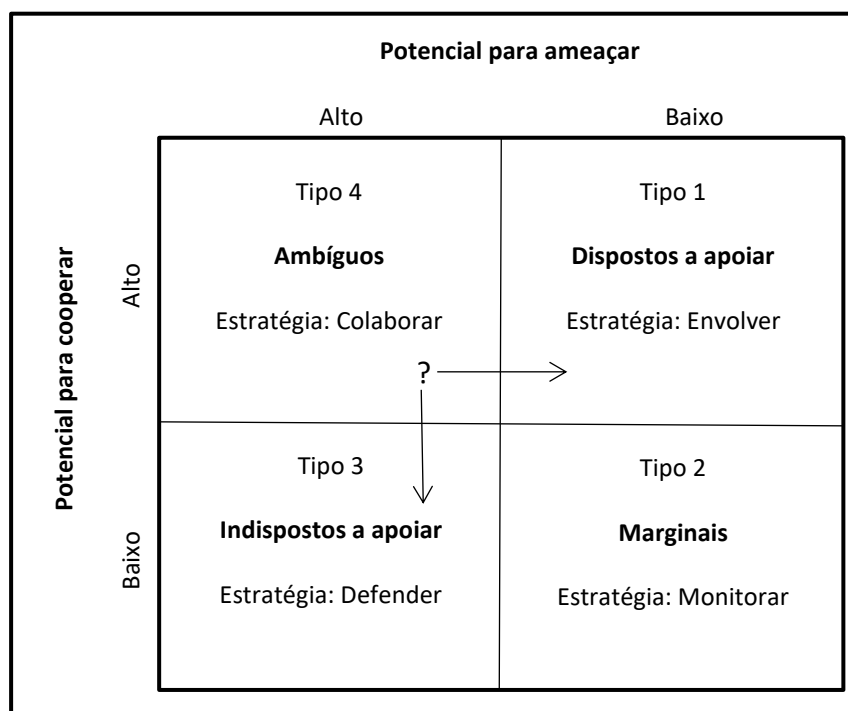 Potencial para ameaçar
Alto
Baixo
Potencial para cooperar
Alto
Tipo 4
Ambíguos
Estratégia: Colaborar
?
Tipo 1
Dispostos a apoiar
Estratégia: Envolver
Baixo
Tipo 3
Indispostos a apoiar
Estratégia: Defender
Tipo 2
Marginais
Estratégia: Monitorar